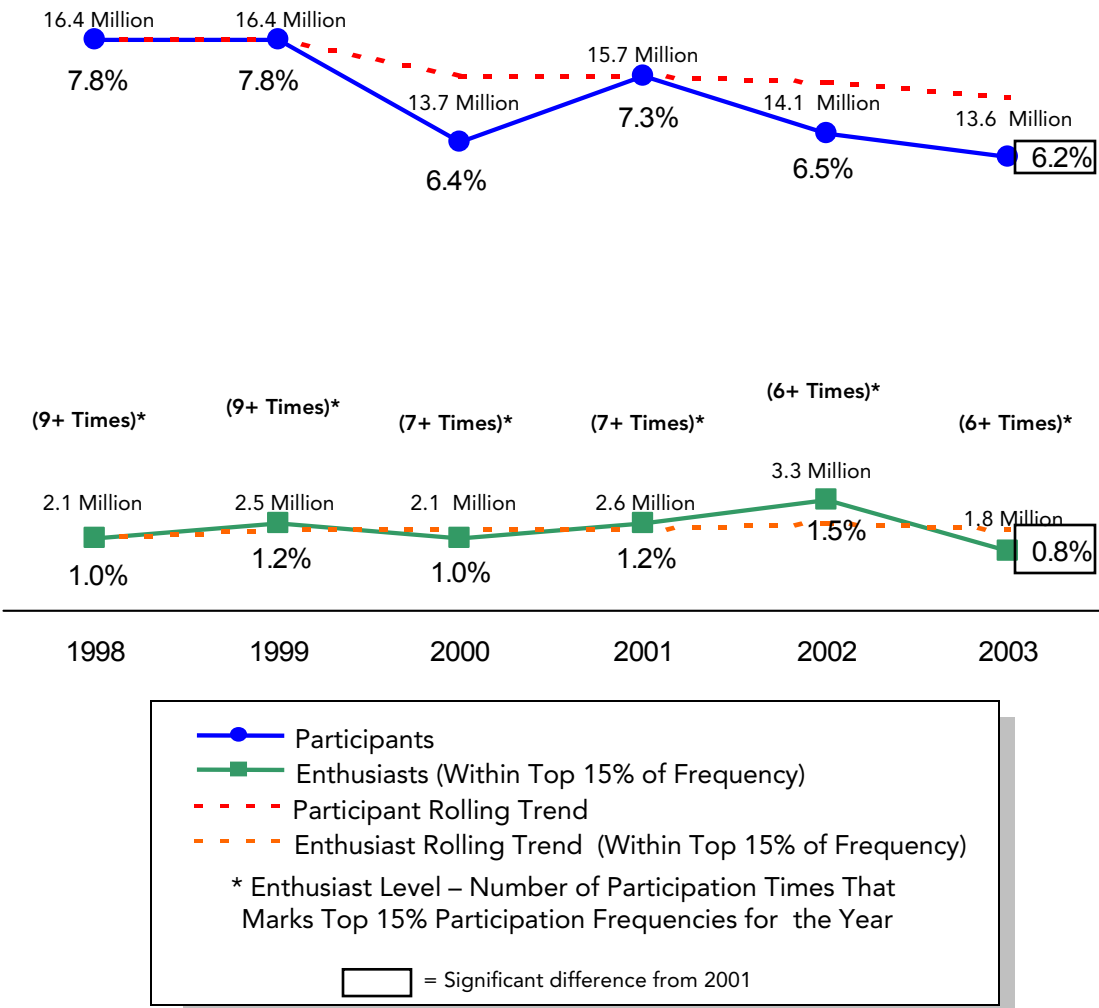 16.4 Million 16.4 Million
7.8% 7.8%
15.7 Million
13.7 Million 14.1 Million
7.3% 13.6 Million
6.4% 6.5% 6.2%
(9+ Times)* (9+ Times)* (7+ Times)* (7+ Times)* (6+ Times)* (6+ Times)*
2.1 Million 2.5 Million 2.1 Million 2.6 Million 3.3 Million 1.8 Million
1.0% 1.2% 1.0% 1.2% 1.5% 0.8%
1998 1999 2000 2001 2002 2003
Participants
Enthusiasts (Within Top 15% of Frequency)
Participant Rolling Trend
Enthusiast Rolling Trend (Within Top 15% of Frequency)
* Enthusiast Level – Number of Participation Times That
Marks Top 15% Participation Frequencies for the Year
= Significant difference from 2001